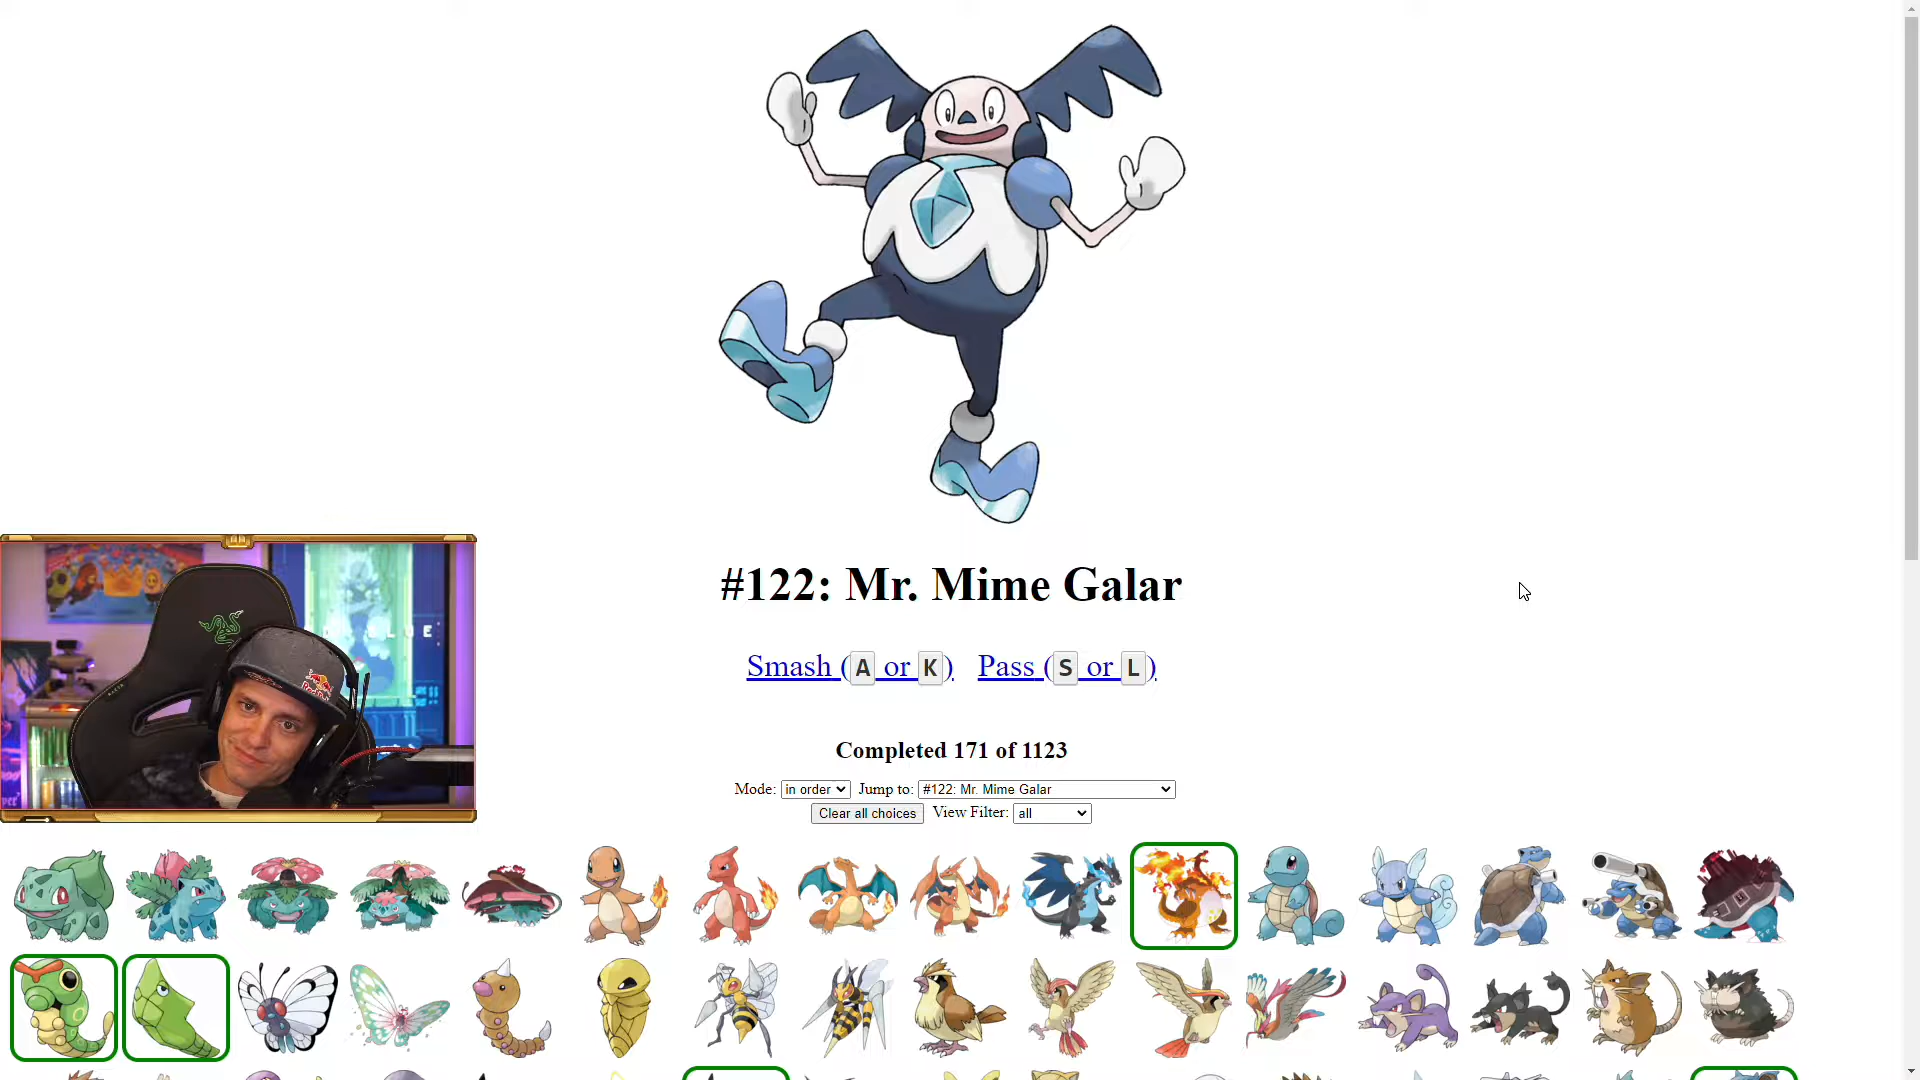 #122: Mr. Mime Galar
Smash (A or K) Pass (S or L)
Completed 171 of 1123
Mode: in order Jump to: #122: Mr. Mime Galar
Clear all choices View Filter: all